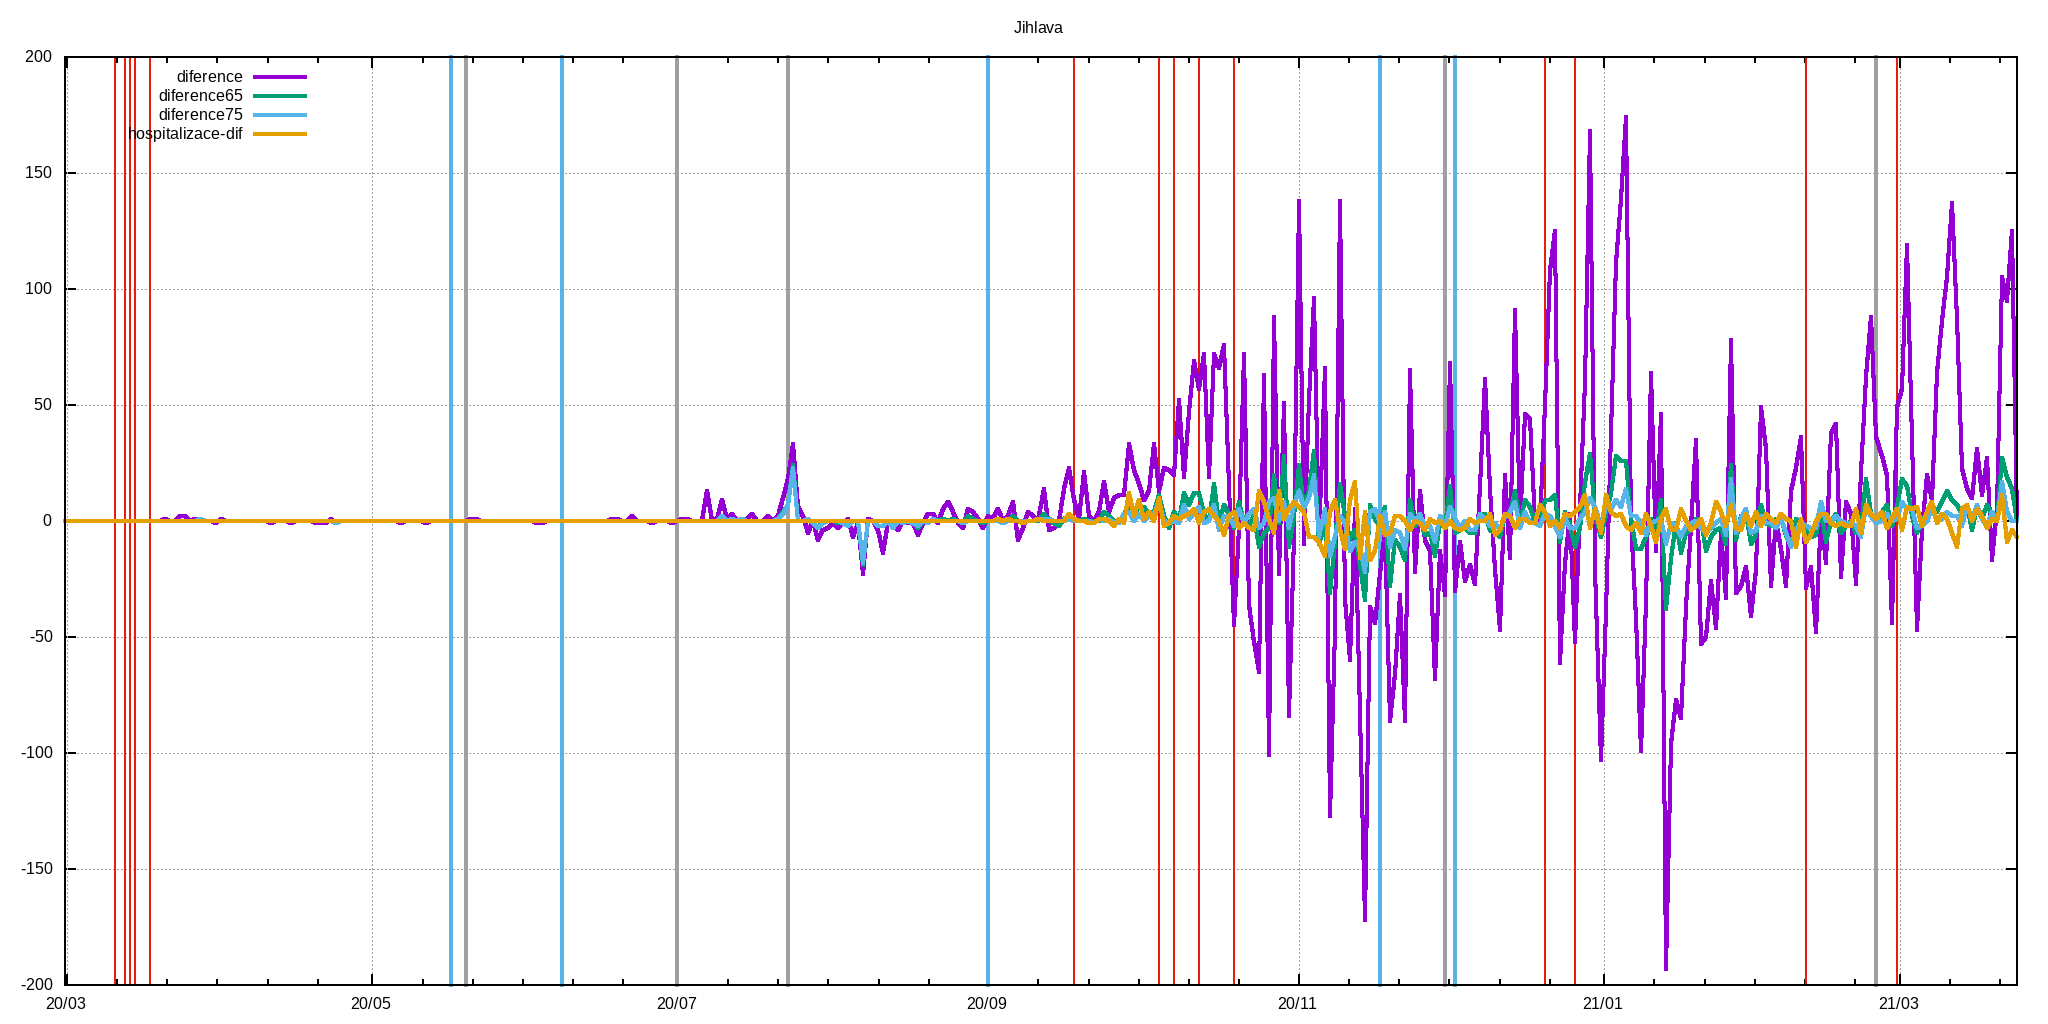 Jihlava
200
150
100
50
0
-50
-100
-150
-200
diference
diference65
diference75
hospitalizace-dif
20/03 20/05 20/07 20/09 20/11 21/01 21/03